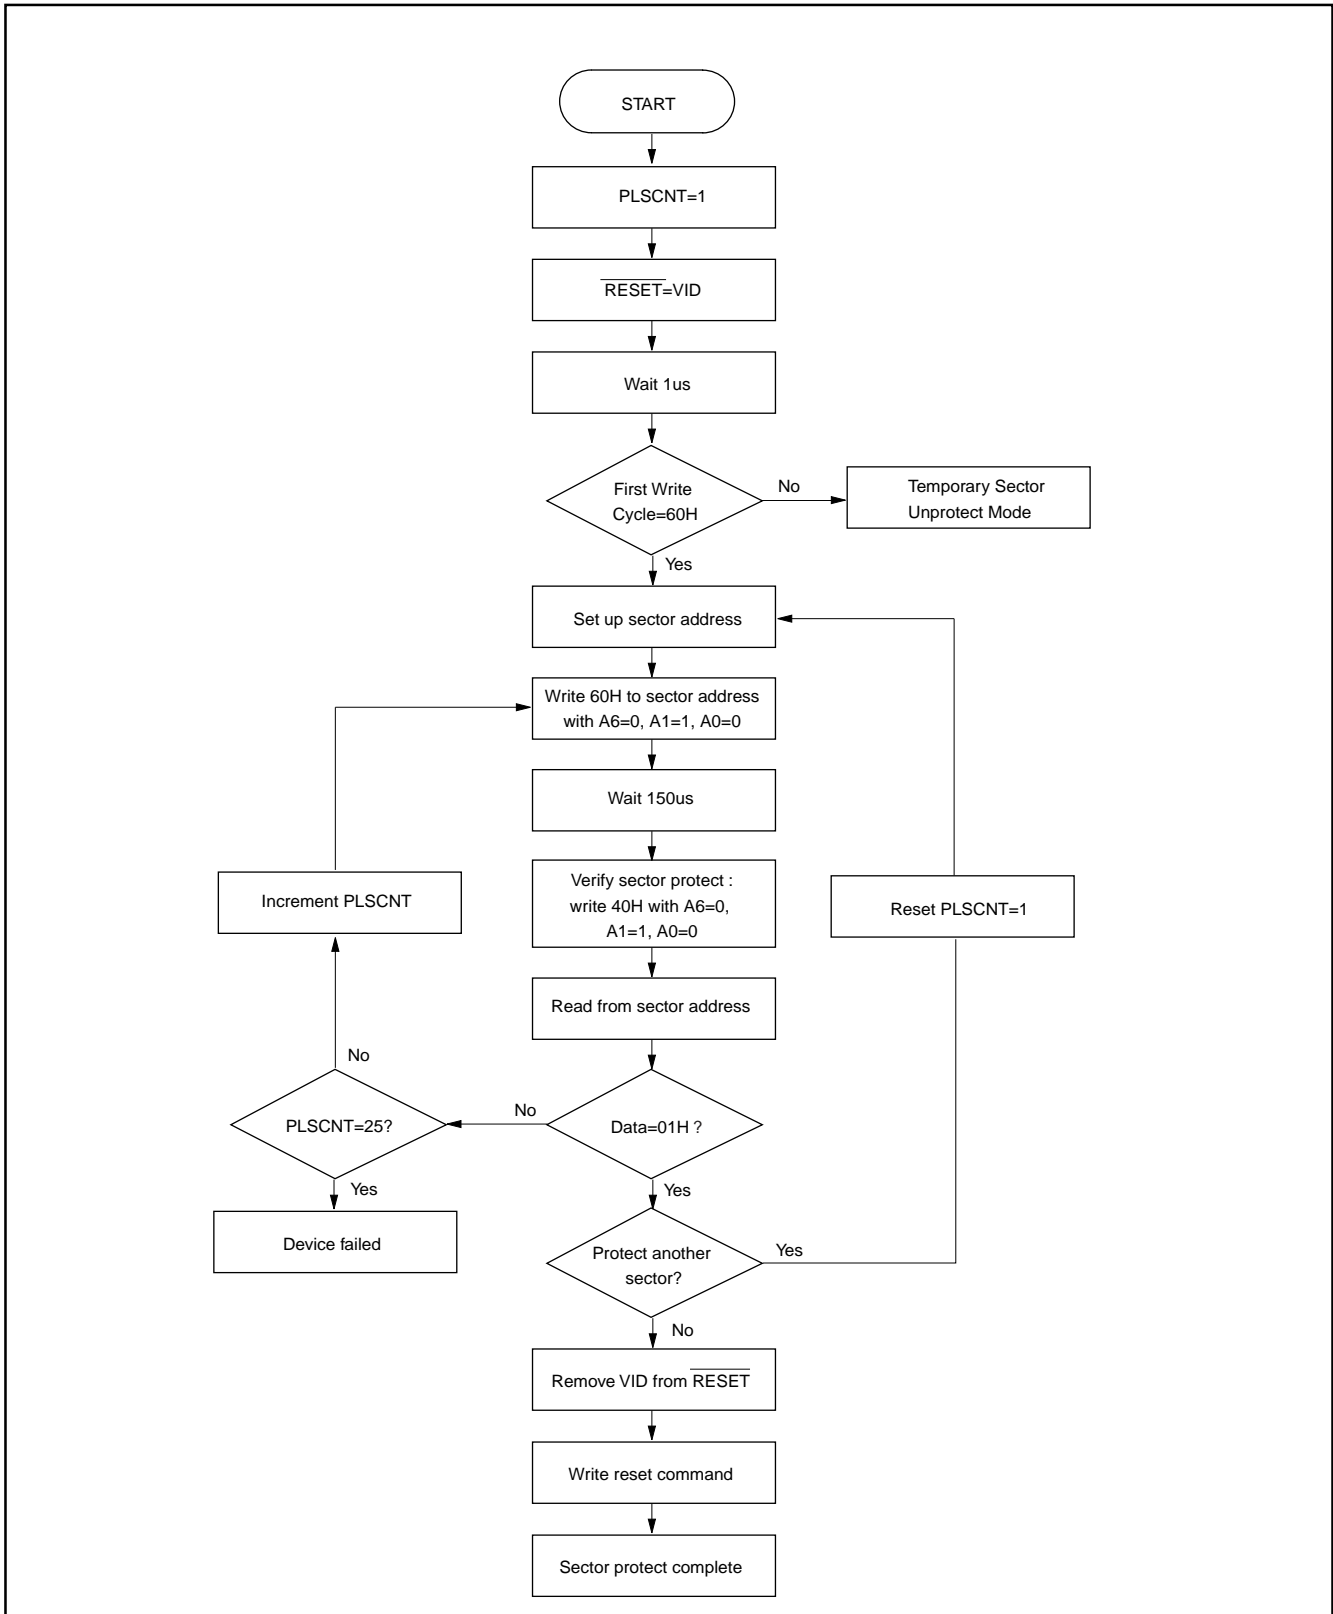 START
PLSCNT=1
RESET=VID
Wait 1us
First Write
Cycle=60H
No
Temporary Sector
Unprotect Mode
Yes
Set up sector address
Write 60H to sector address
with A6=0, A1=1, A0=0
Wait 150us
Verify sector protect :
write 40H with A6=0,
A1=1, A0=0
Increment PLSCNT
Reset PLSCNT=1
Read from sector address
No
No
PLSCNT=25?
Data=01H ?
Yes
Yes
Device failed
Protect another
sector?
Yes
No
Remove VID from RESET
Write reset command
Sector protect complete